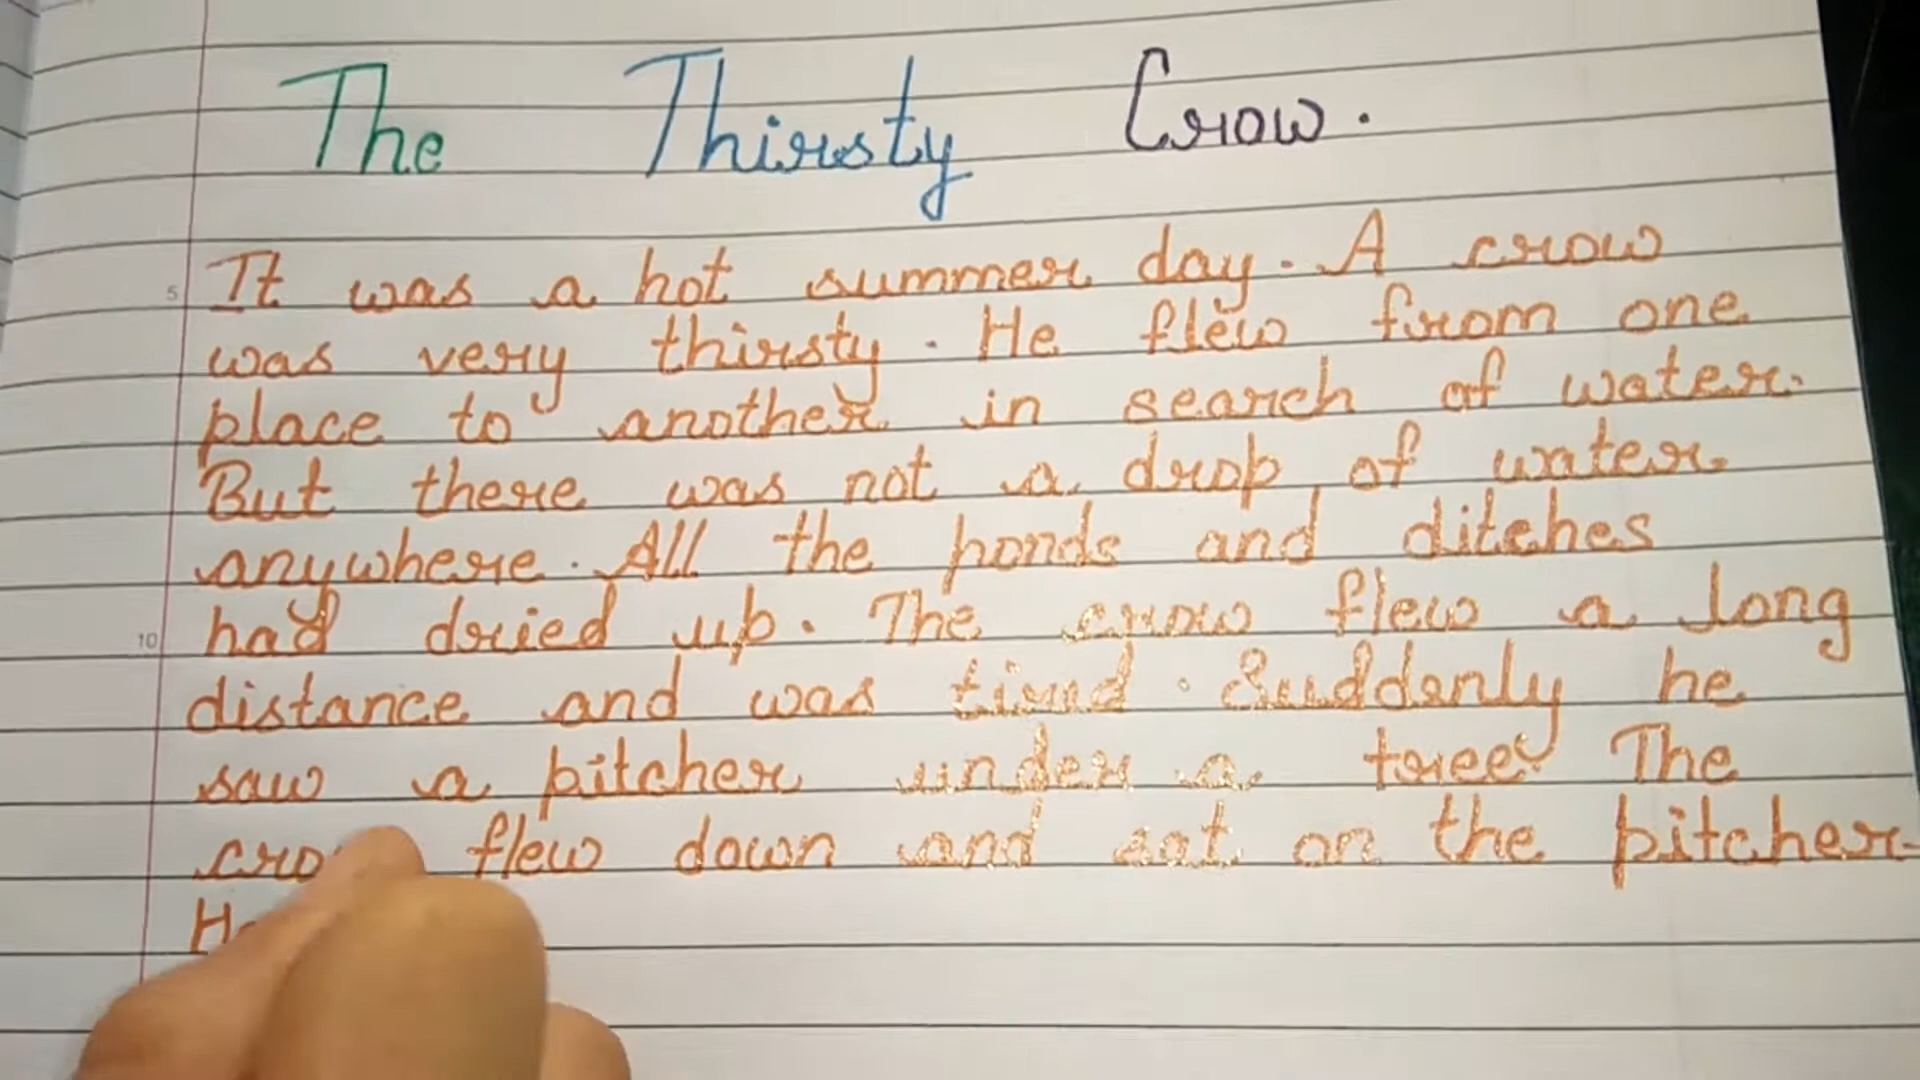 The Thirsty Crow.
5 It was a hot summer day. A crow
was very thirsty. He flew from one
place to another in search of water.
But there was not a drop of water
anywhere. All the ponds and ditches
10 had dried up. The crow flew a long
distance and was tired. Suddenly he
saw a pitcher under a tree. The
flew down and sat on the pitcher.